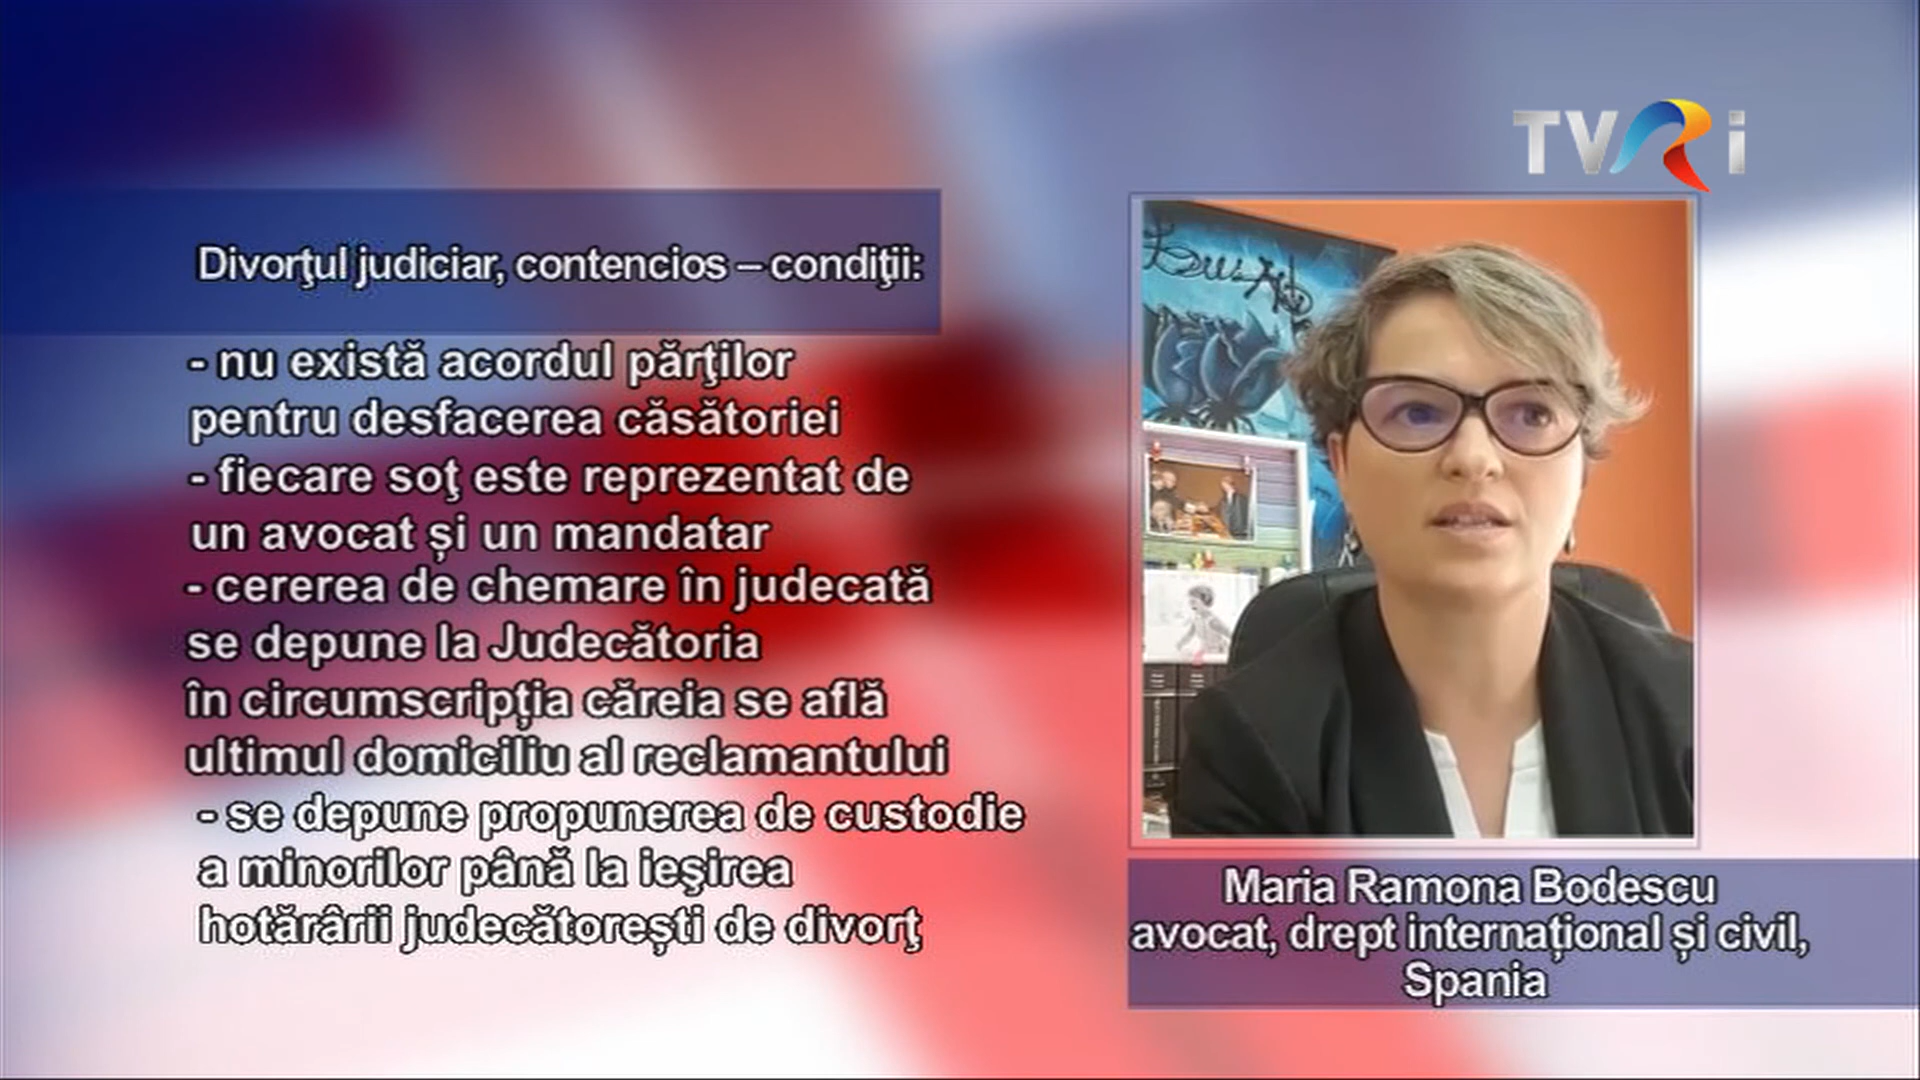 TVRi
Divorţul judiciar, contencios – condiţii:
- nu există acordul părţilor
pentru desfacerea căsătoriei
- fiecare soţ este reprezentat de
un avocat și un mandatar
- cererea de chemare în judecată
se depune la Judecătoria
în circumscripția căreia se află
ultimul domiciliu al reclamantului
- se depune propunerea de custodie
a minorilor până la ieşirea
hotărârii judecătorești de divorţ
Maria Ramona Bodescu
avocat, drept internațional și civil,
Spania